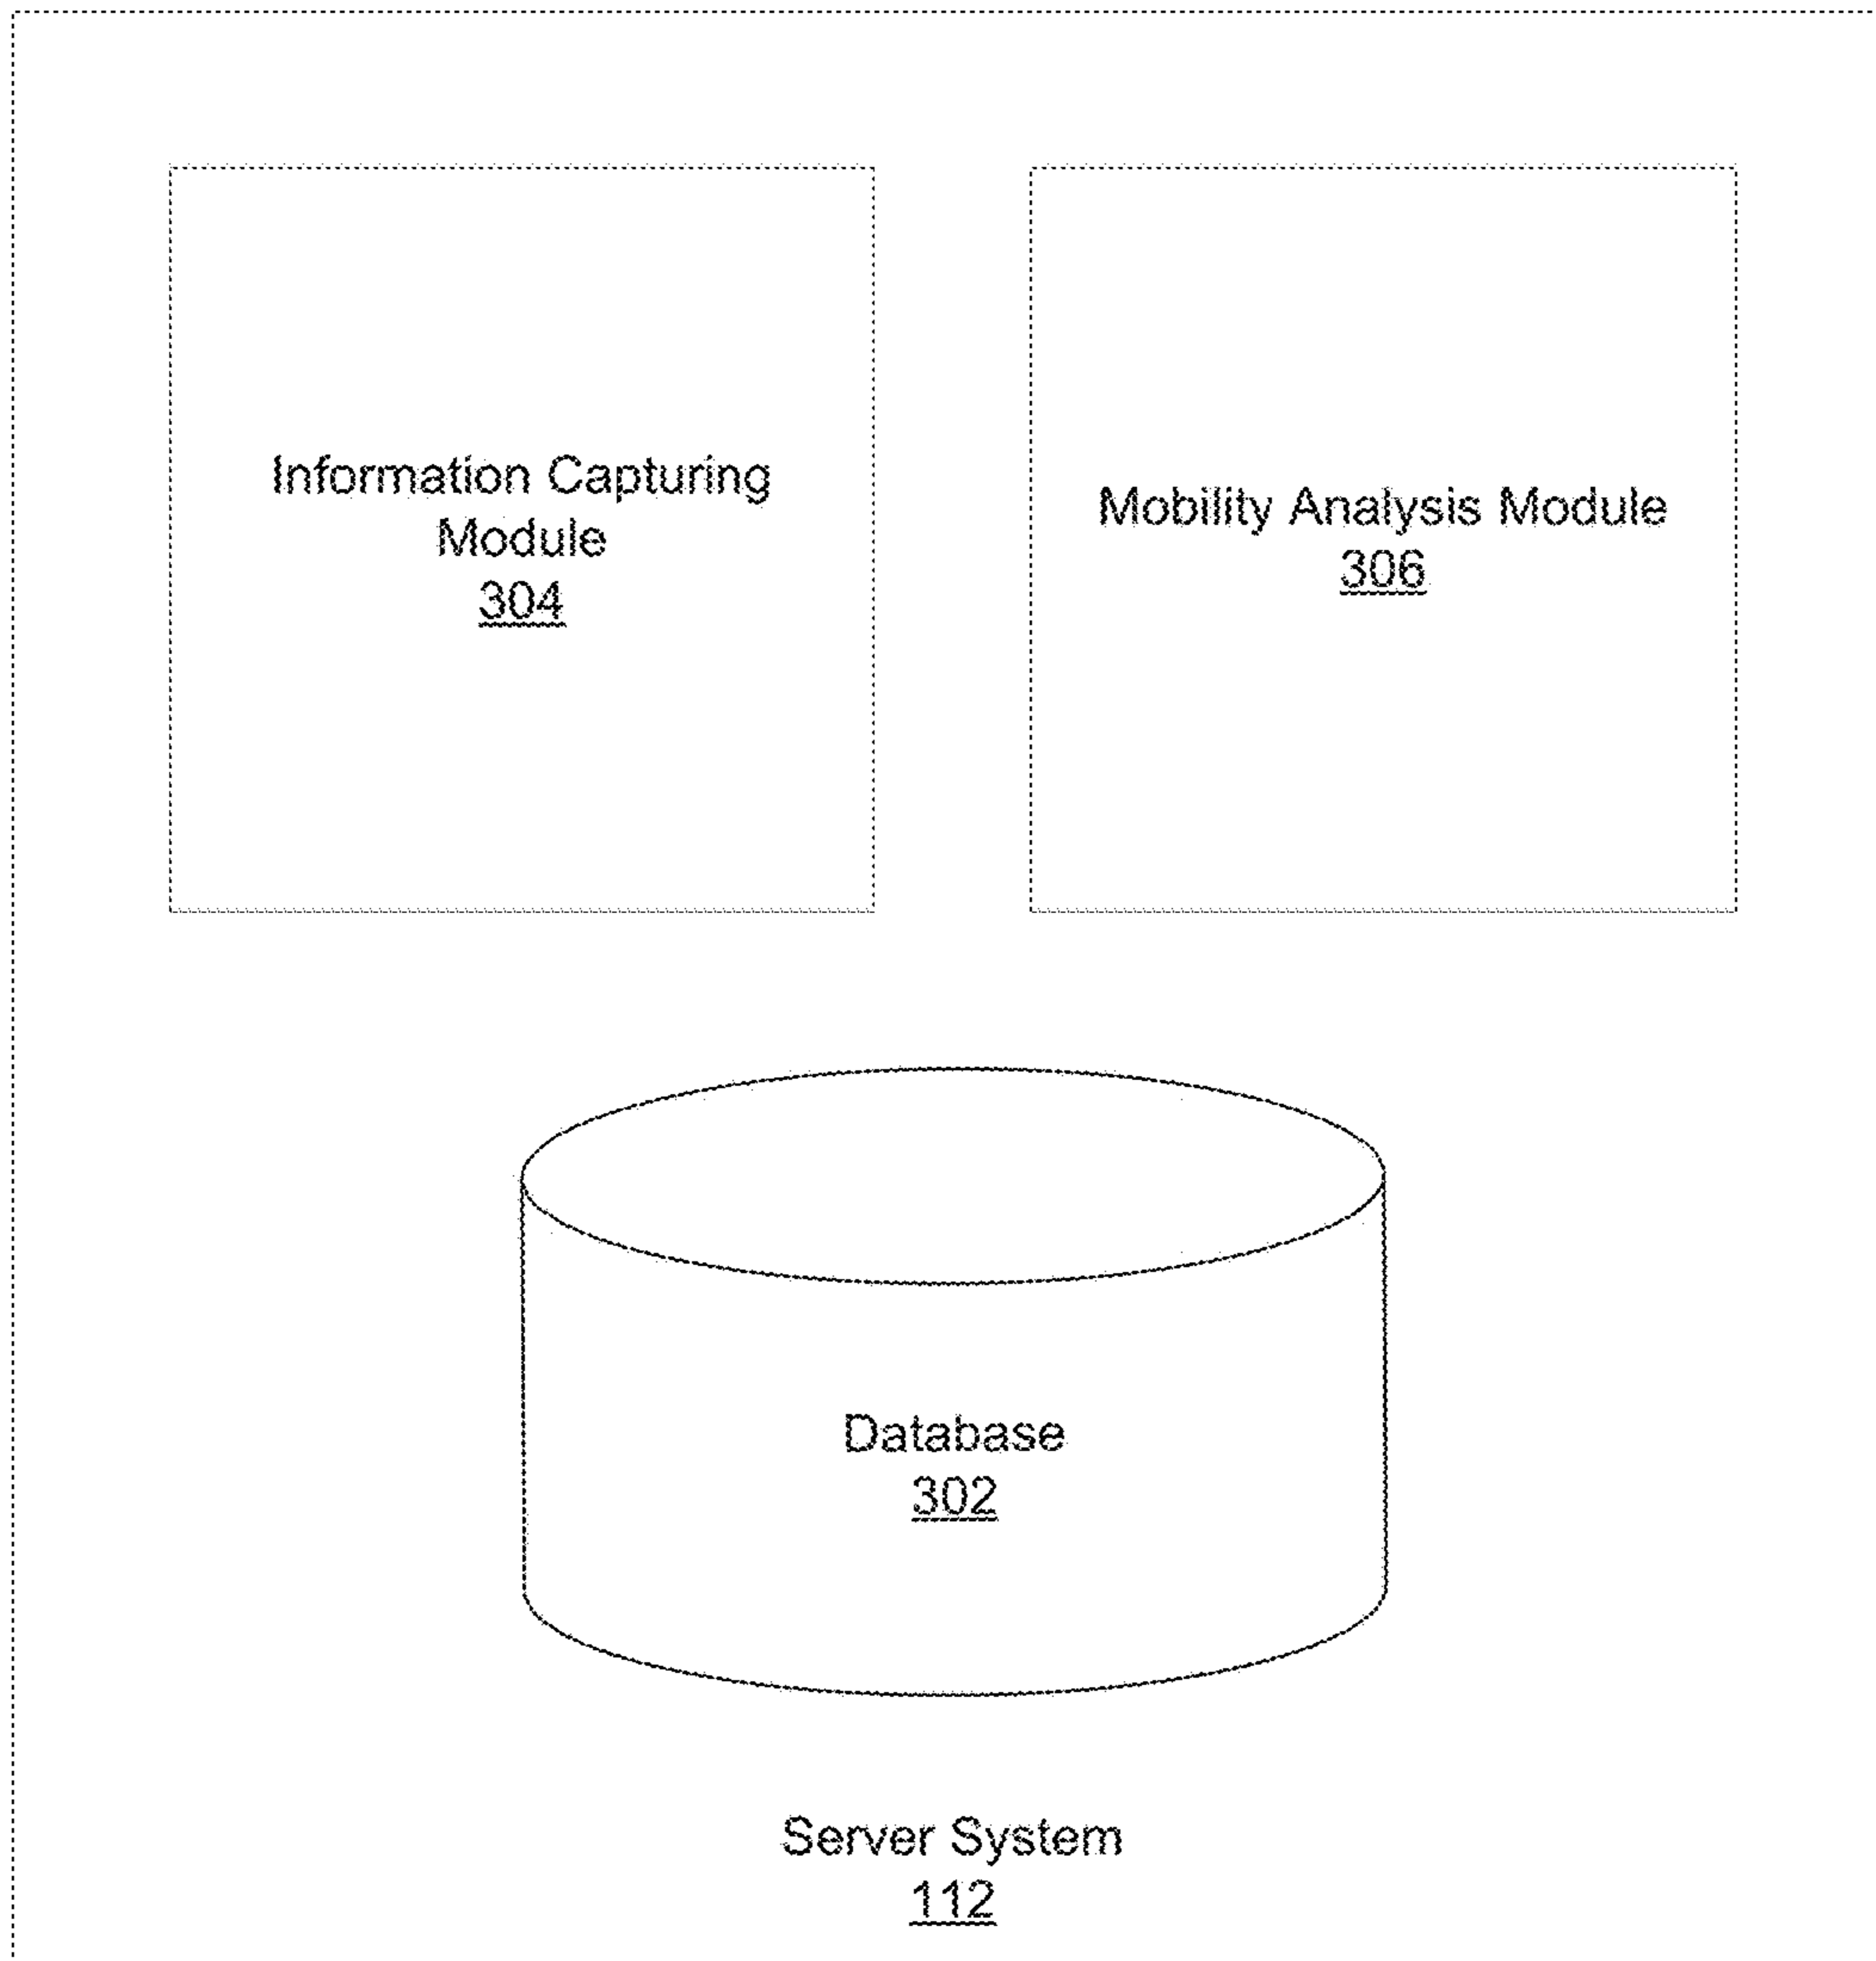 Information Capturing
Module
304
Mobility Analysis Module
306
Database
302
Server System
112